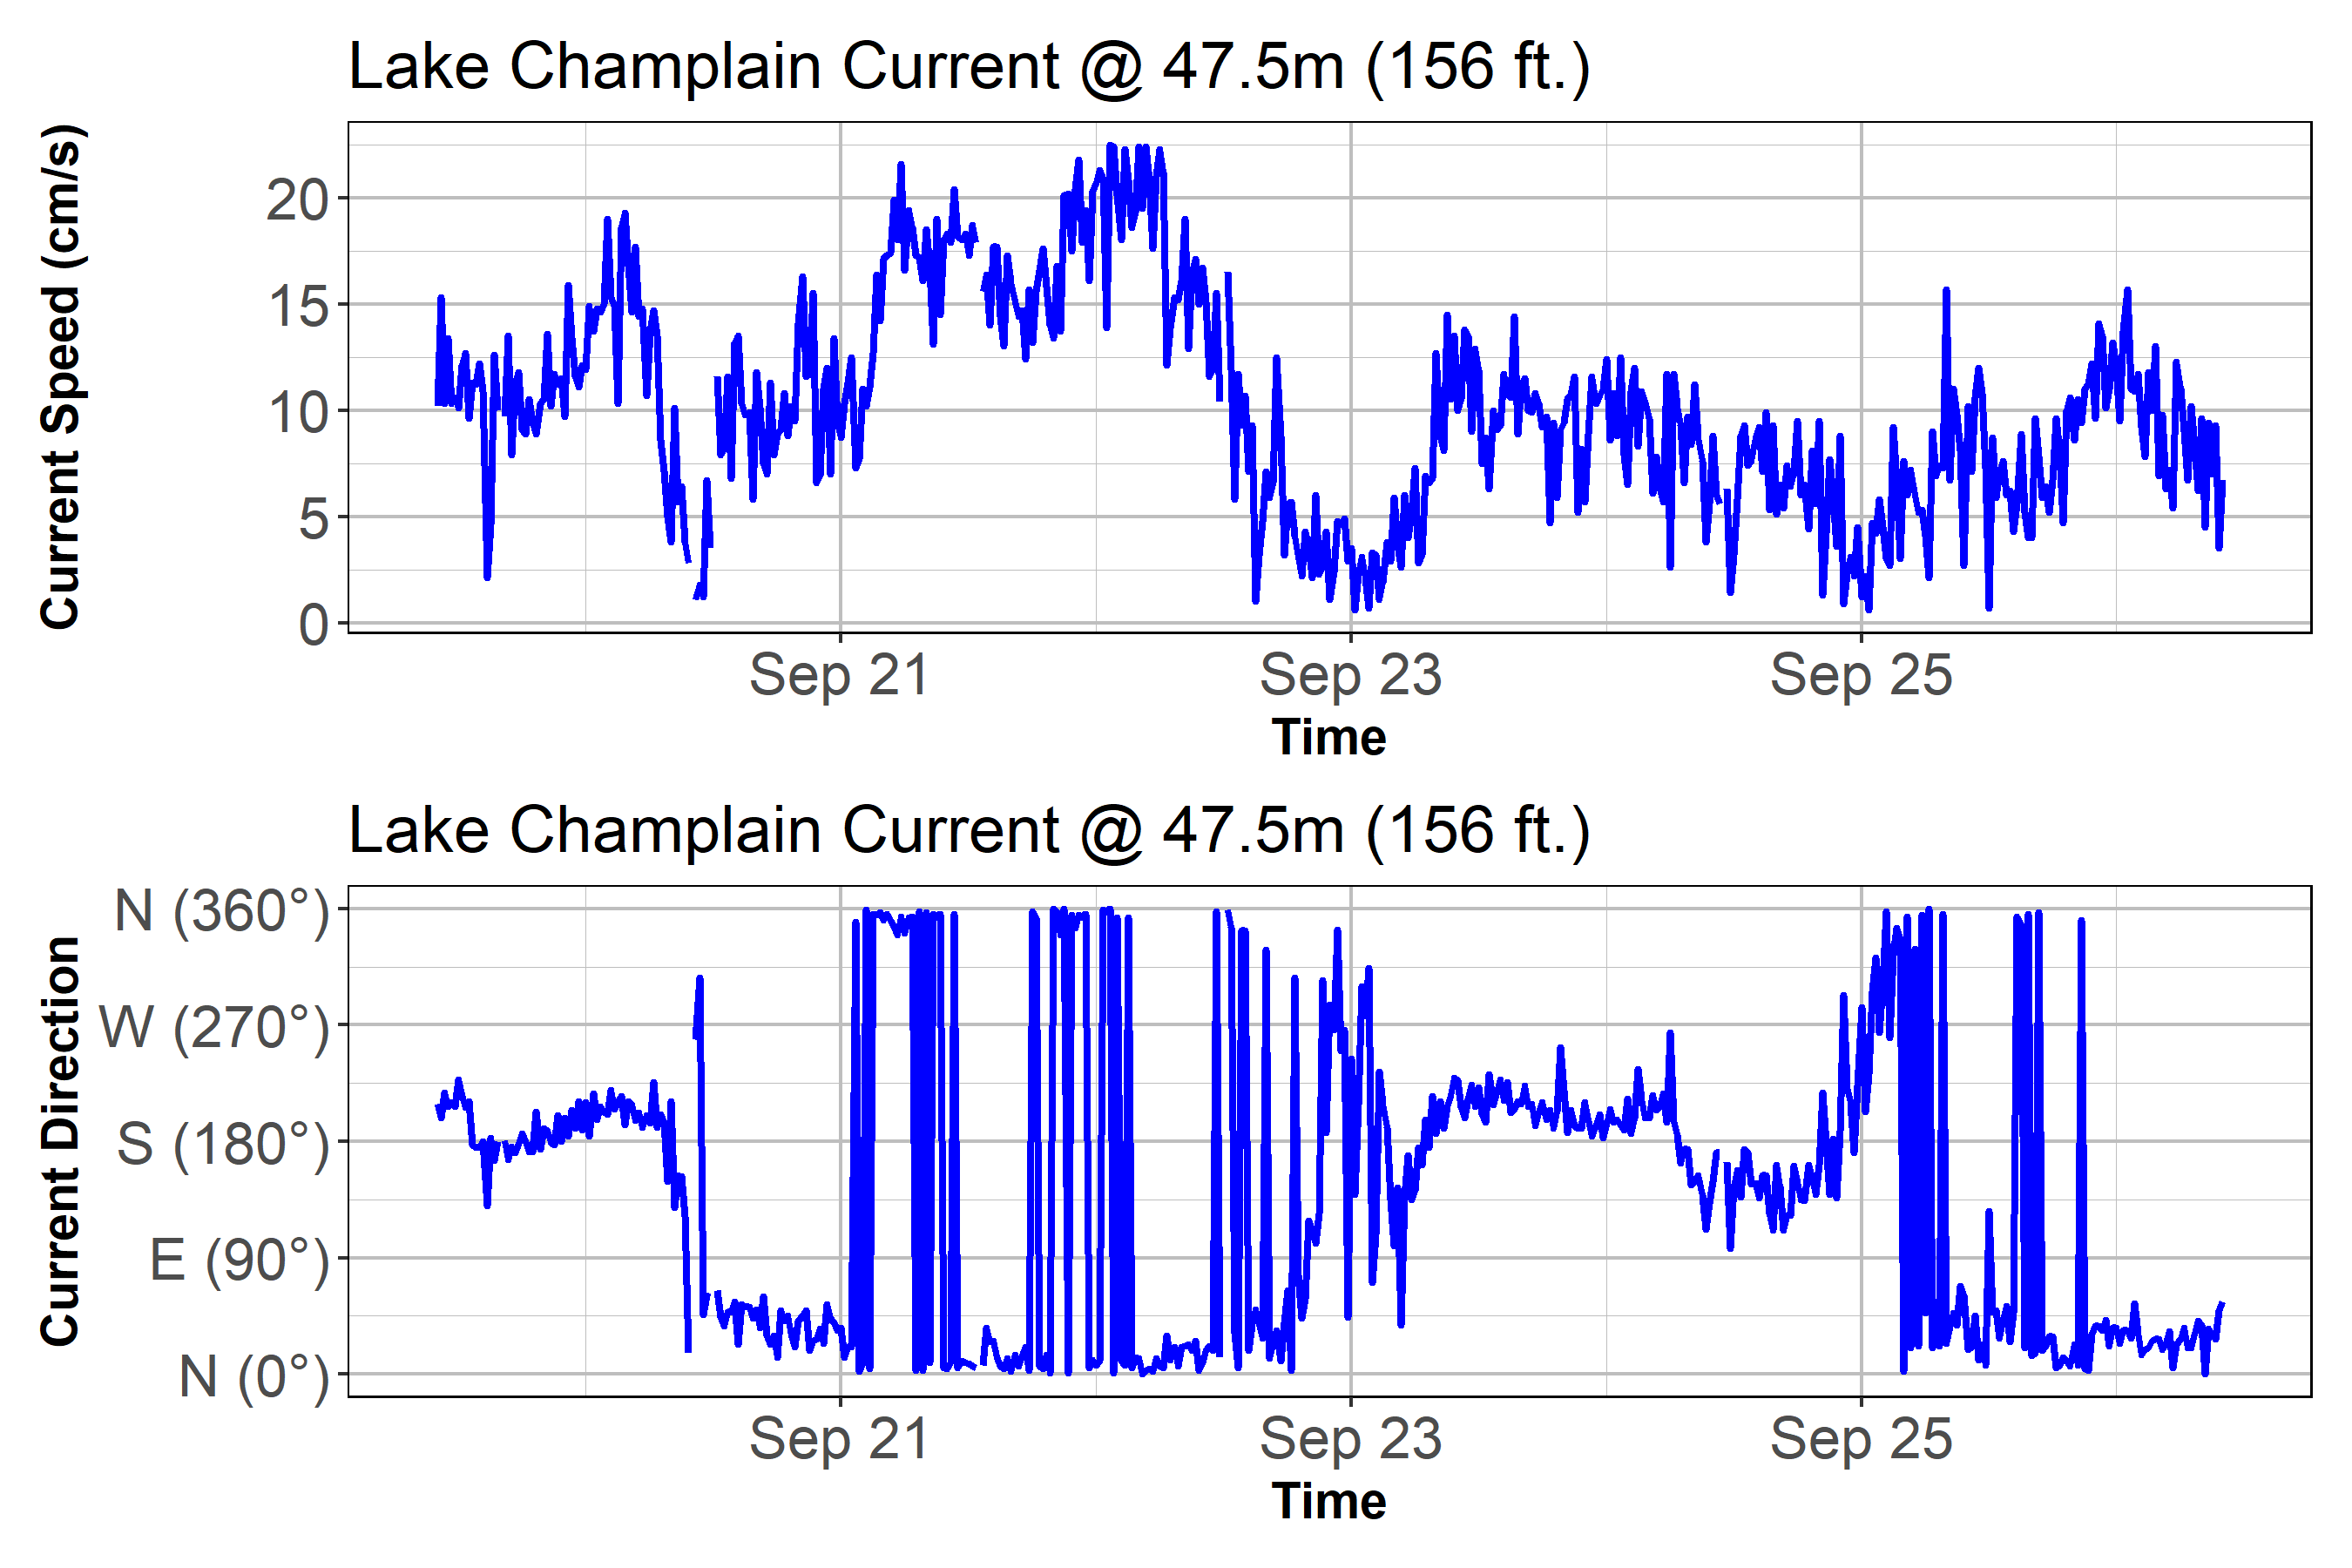 Lake Champlain Current @ 47.5m (156 ft.)
Current Speed (cm/s)
20
15
10
5
0
Sep 21 Sep 23 Sep 25
Time
Lake Champlain Current @ 47.5m (156 ft.)
Current Direction
N (360°)
W (270°)
S (180°)
E (90°)
N (0°)
Sep 21 Sep 23 Sep 25
Time